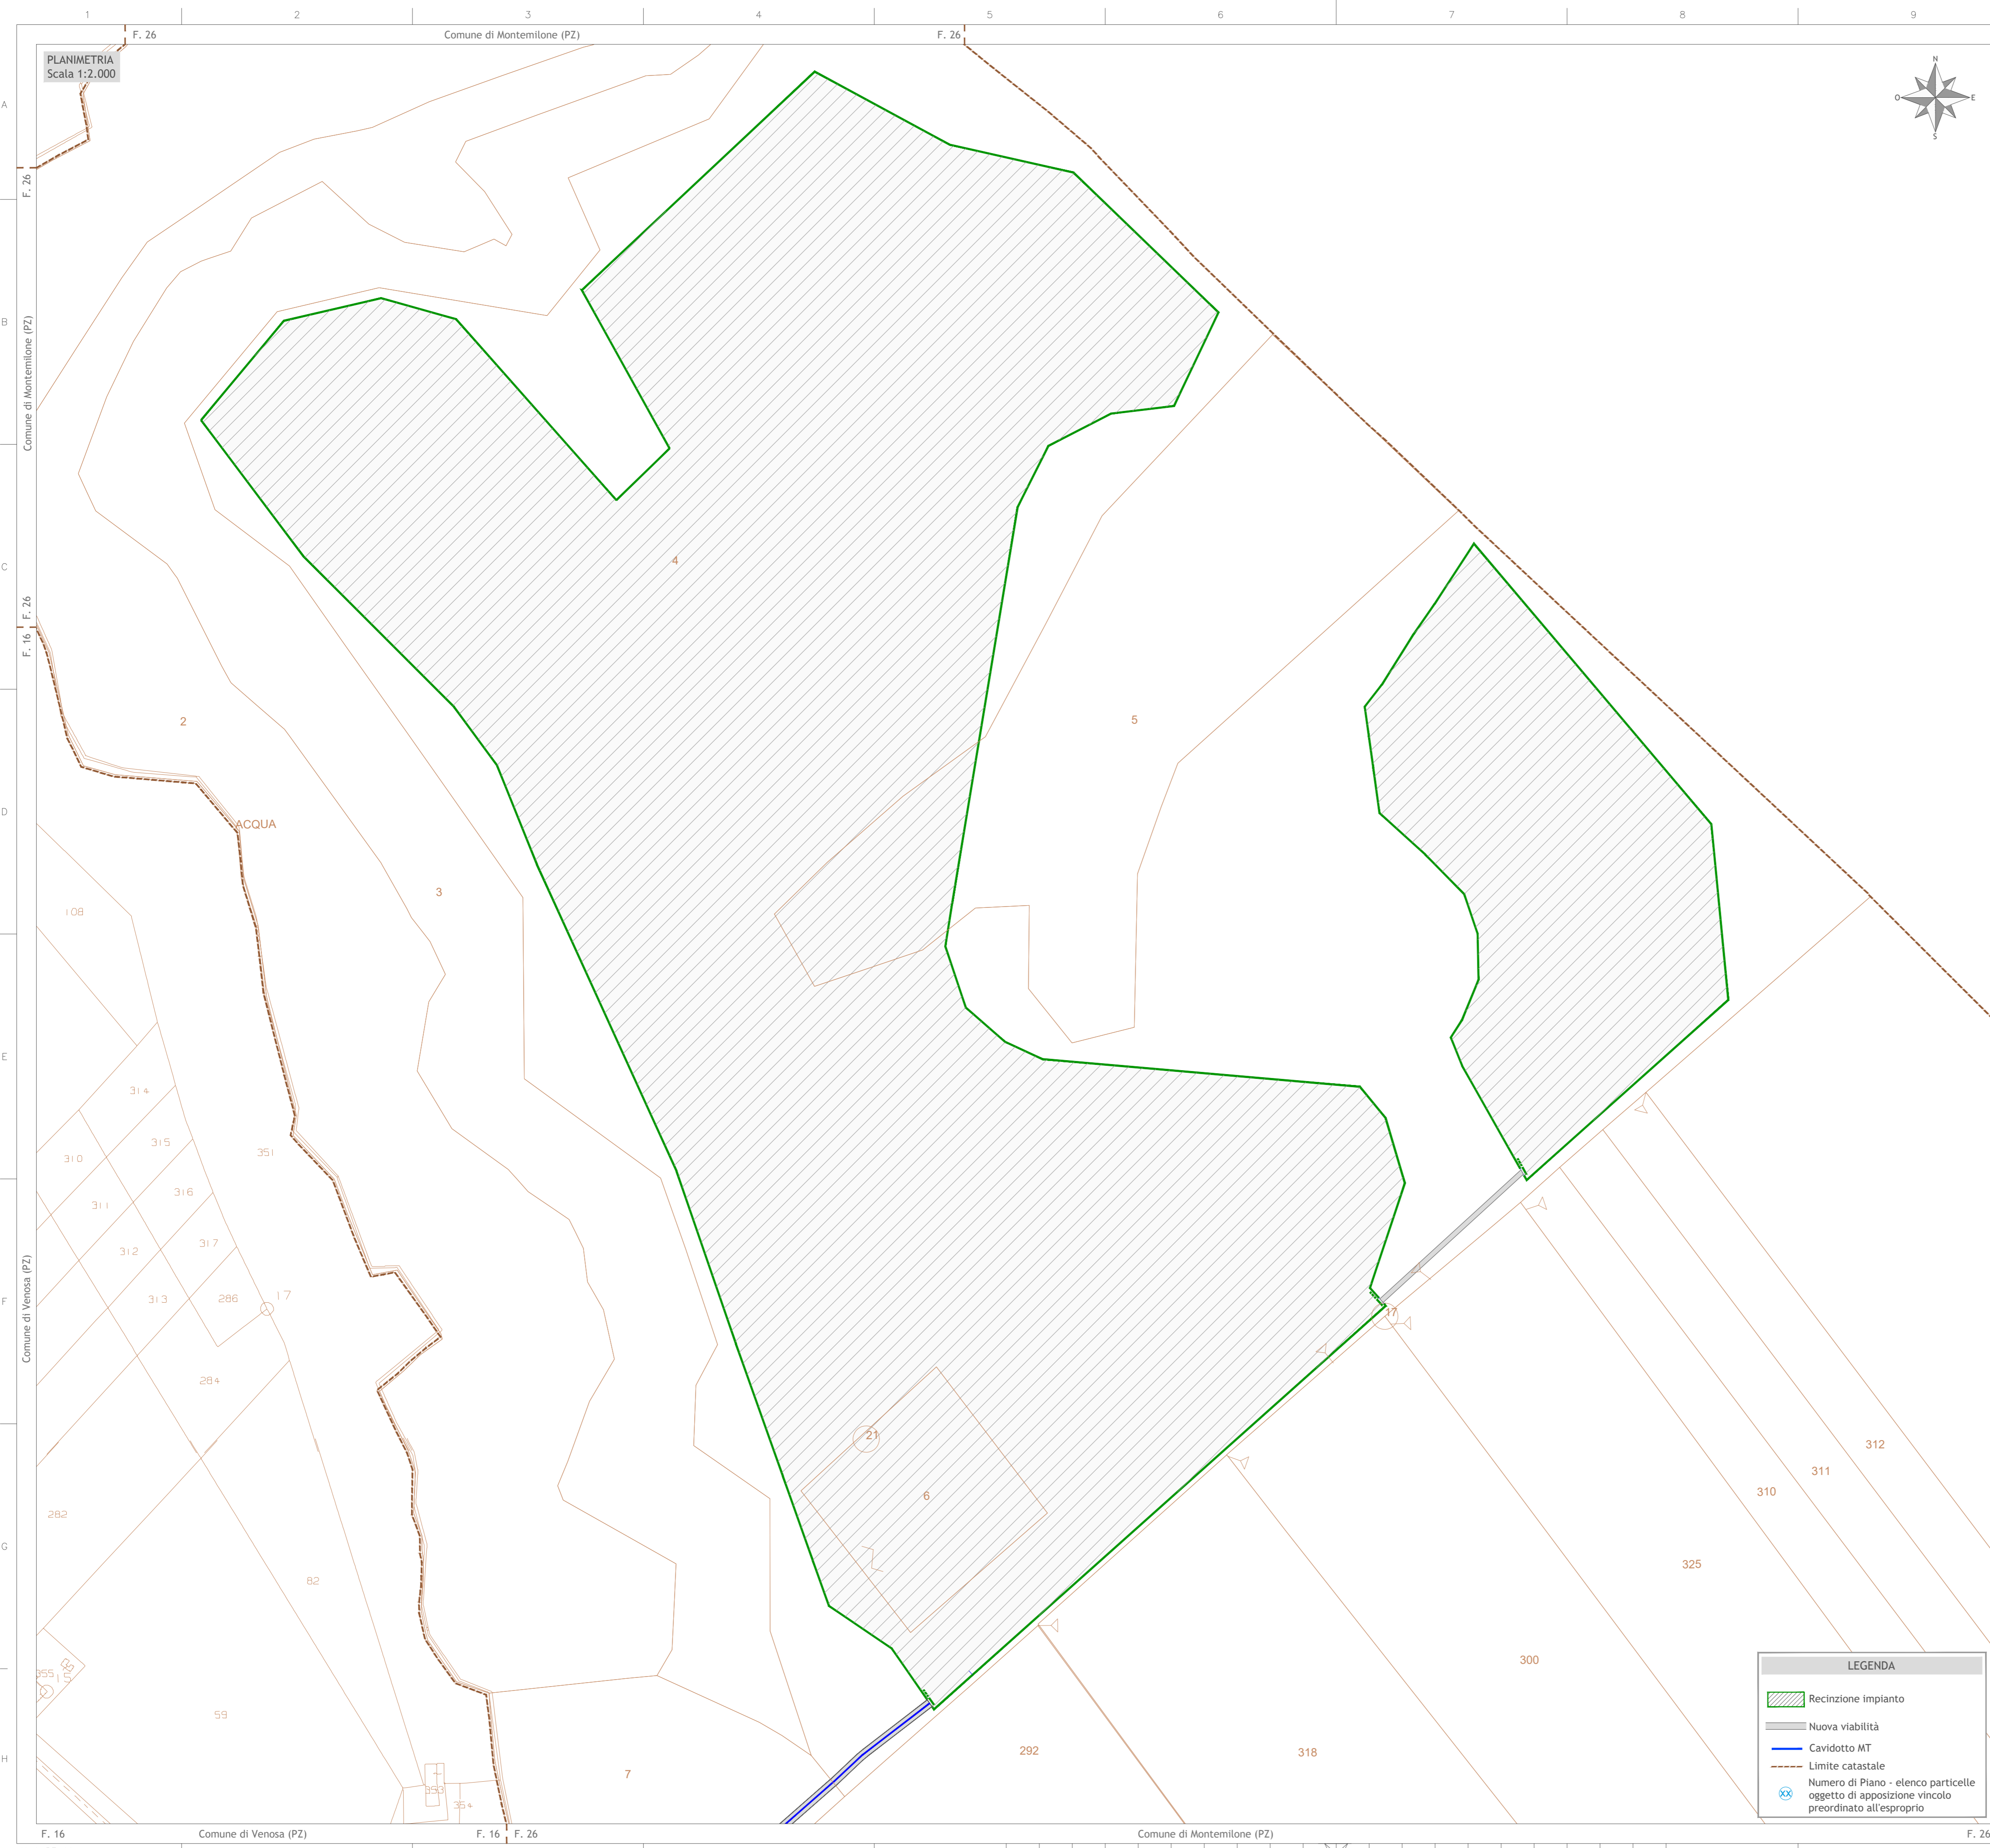 1 2 3 4 5 6 7 8 9
F. 26 Comune di Montemilone (PZ) F. 26
PLANIMETRIA
Scala 1:2.000
N
O E
S
A
F. 26
B
Comune di Montemilone (PZ)
C
4
F. 26
F. 16
5
2
D
ACQUA
3
108
E
314
315
310
351
316
311
317
312
F
313
286
17
17
Comune di Venosa (PZ)
284
21
312
311
6
310
282
G
325
82
300
355
59
H
292
318
7
353
354
LEGENDA
Recinzione impianto
Nuova viabilità
Cavidotto MT
Limite catastale
XX
Numero di Piano - elenco particelle
oggetto di apposizione vincolo
preordinato all'esproprio
F. 16 Comune di Venosa (PZ) F. 16 F. 26 Comune di Montemilone (PZ) F. 26